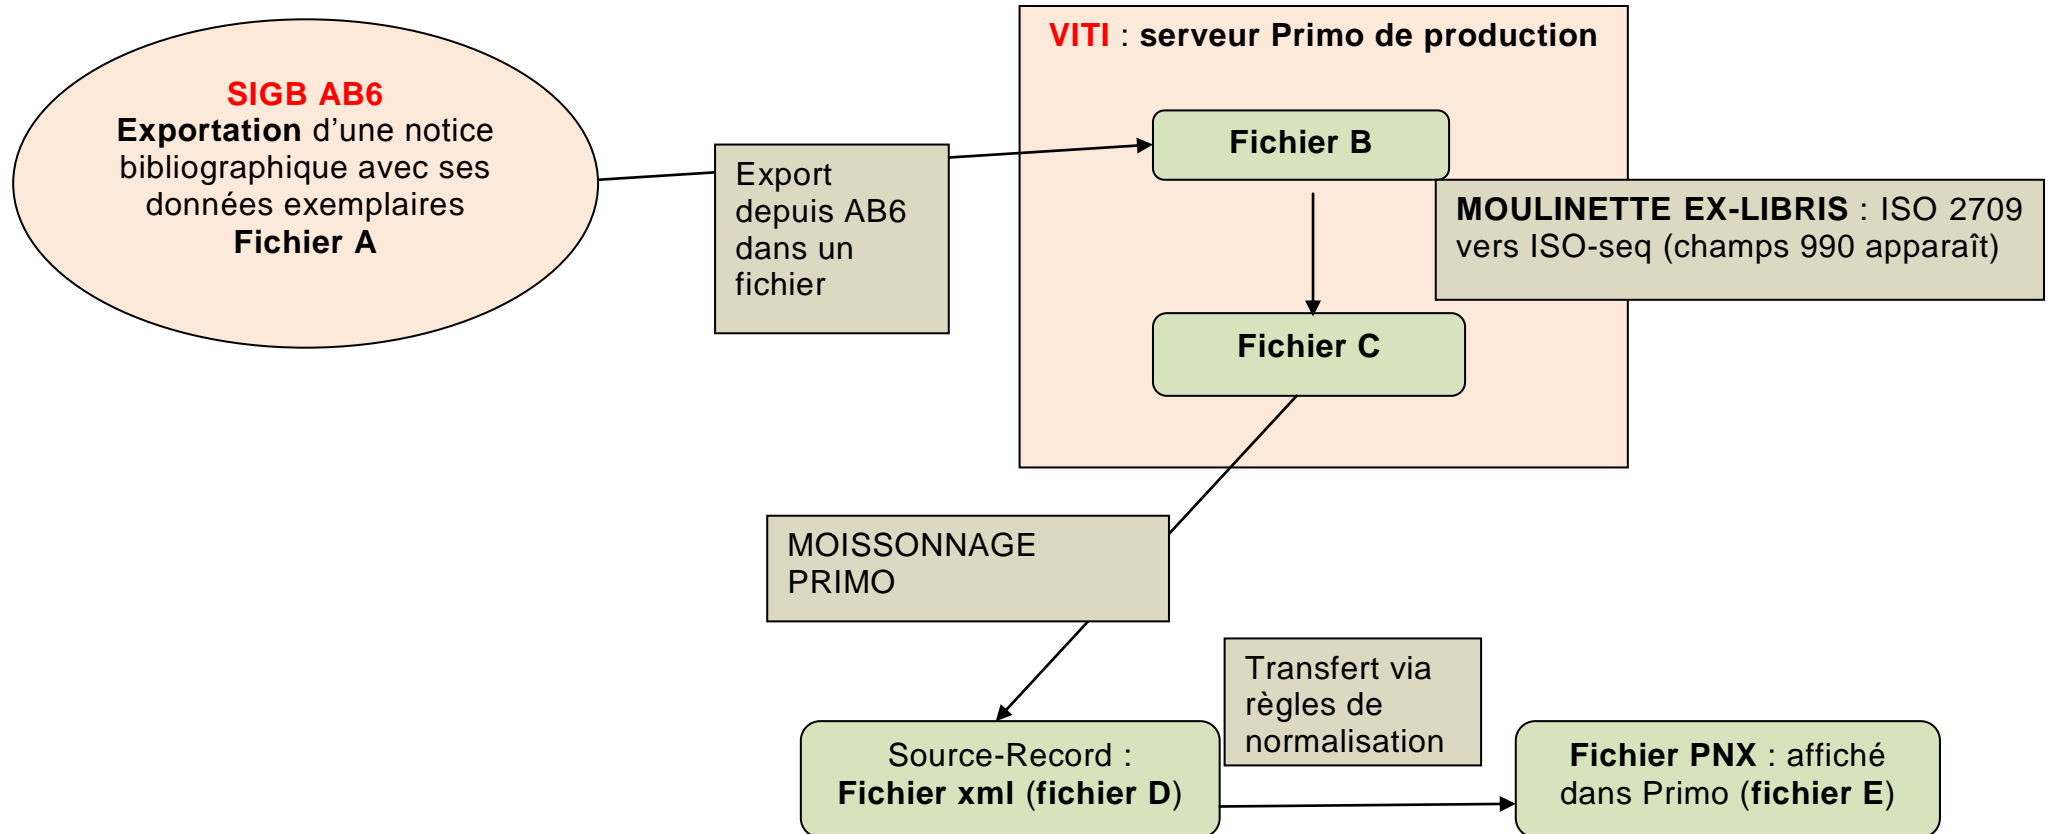 SIGB AB6
Exportation d'une notice
bibliographique avec ses
données exemplaires
Fichier A
Export
depuis AB6
dans un
fichier
VITI : serveur Primo de production
Fichier B
MOULINETTE EX-LIBRIS : ISO 2709
vers ISO-seq (champs 990 apparaît)
Fichier C
MOISSONNAGE
PRIMO
Source-Record :
Fichier xml (fichier D)
Transfert via
règles de
normalisation
Fichier PNX : affiché
dans Primo (fichier E)